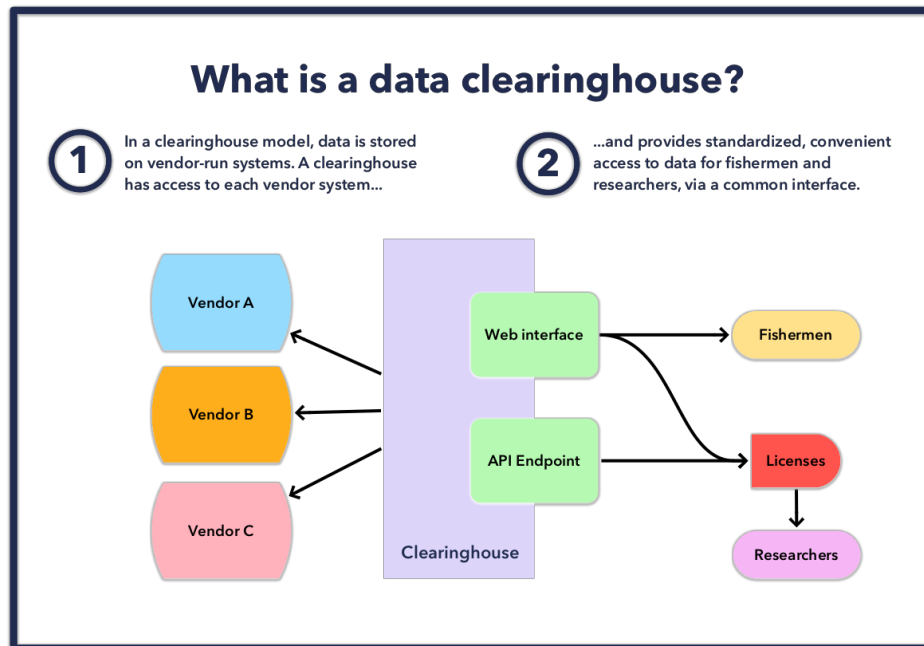 What is a data clearinghouse?
1
In a clearinghouse model, data is stored
on vendor-run systems. A clearinghouse
has access to each vendor system...
2
...and provides standardized, convenient
access to data for fishermen and
researchers, via a common interface.
Vendor A
Vendor B
Vendor C
Web interface
API Endpoint
Clearinghouse
Fishermen
Licenses
Researchers